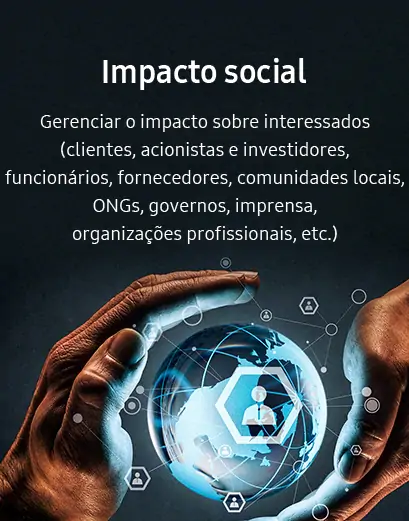 Impacto social
Gerenciar o impacto sobre interessados
(clientes, acionistas e investidores,
funcionários, fornecedores, comunidades locais,
ONGs, governos, imprensa,
organizações profissionais, etc.)